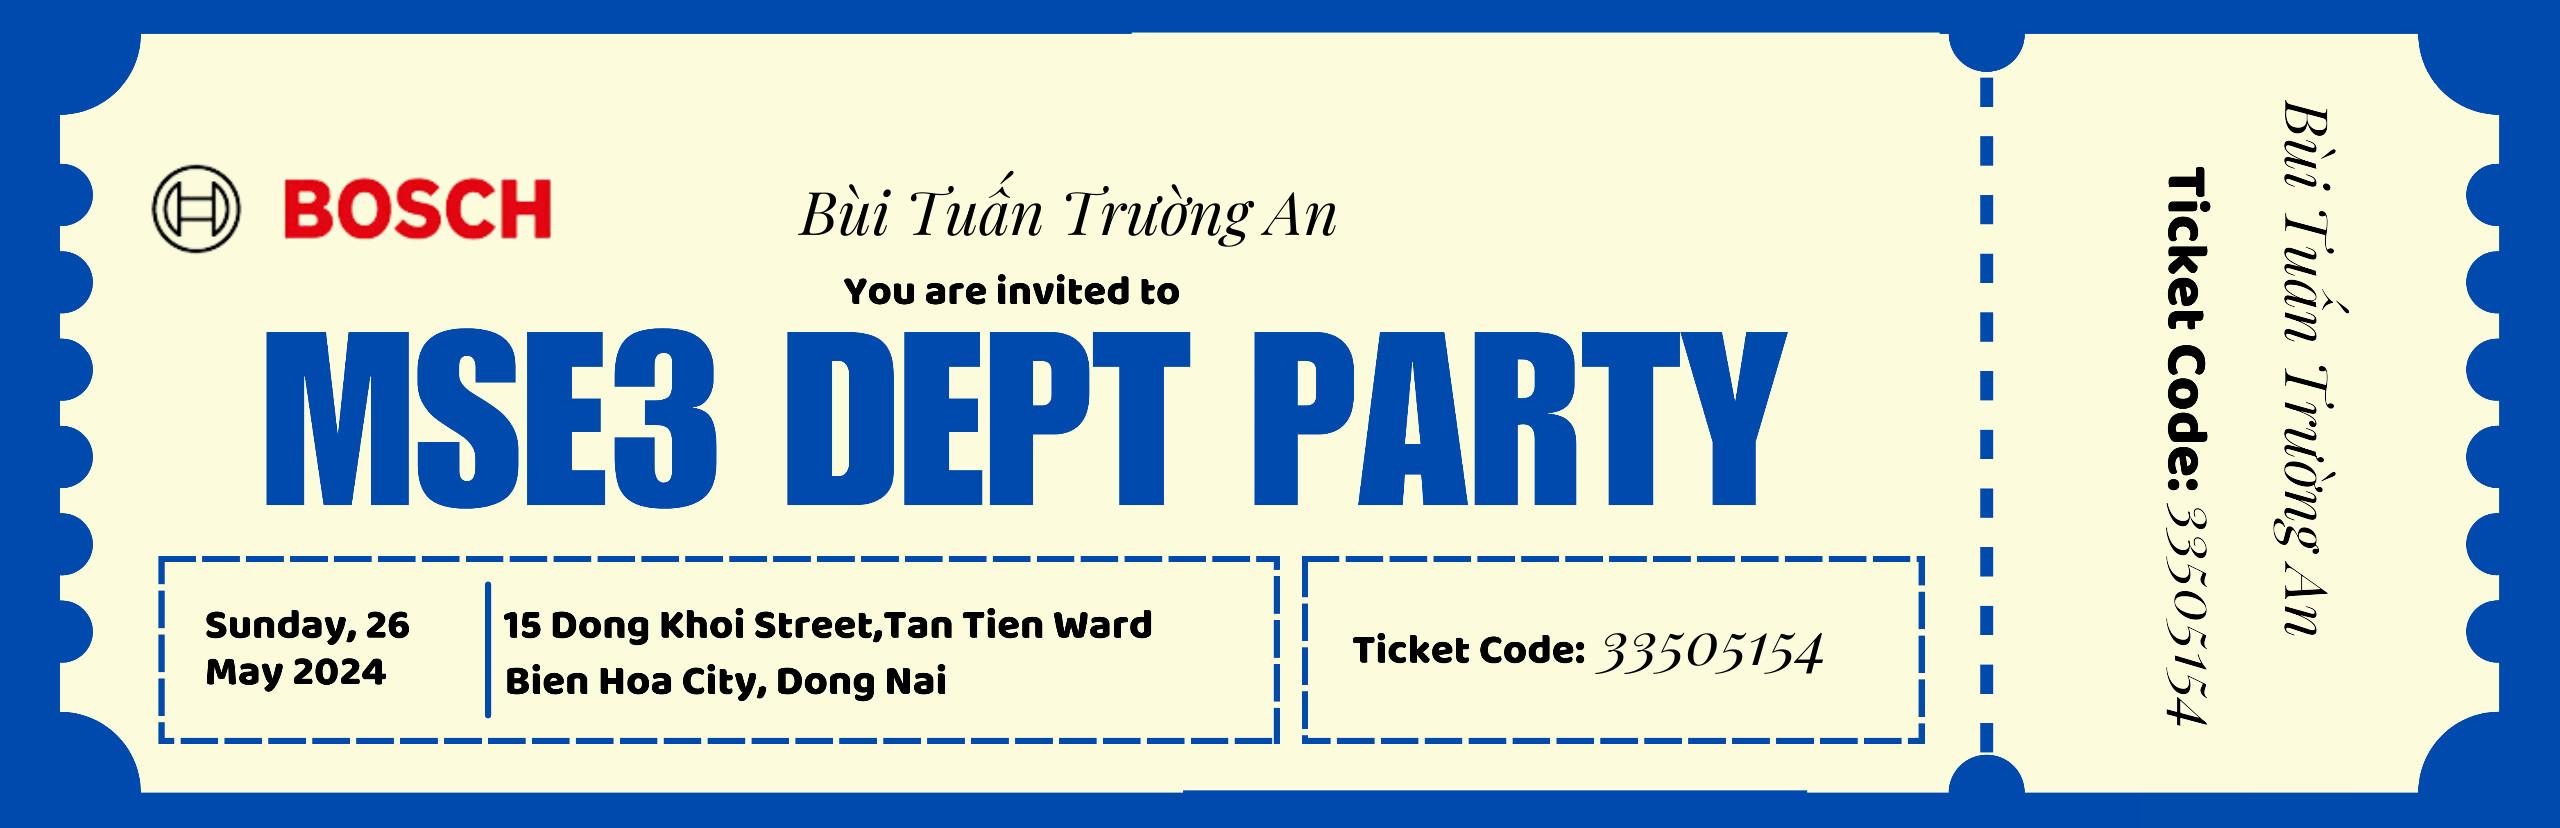 BOSCH
Bùi Tuấn Trường An
You are invited to
MSE3 DEPT PARTY
Sunday, 26
May 2024
15 Dong Khoi Street,Tan Tien Ward
Bien Hoa City, Dong Nai
Ticket Code: 33505154
Bùi Tuấn Trường An
Ticket Code: 33505154